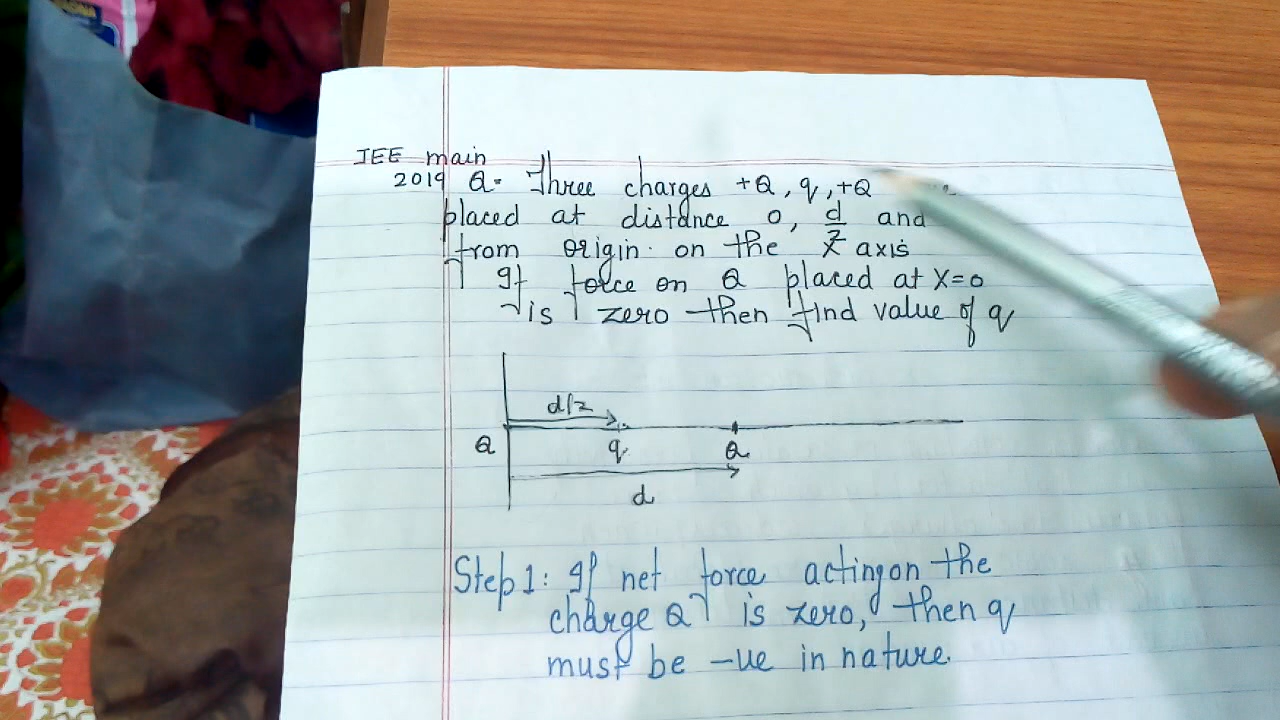 JEE main
2019 Q. Three charges +Q, q, +Q
placed at distance 0, d/2 and
from origin. on the X axis
If force on Q placed at X=0
is zero then find value of q
d/2
Q q Q
d
Step 1: If net force acting on the
charge Q is zero, then q
must be -ve in nature.